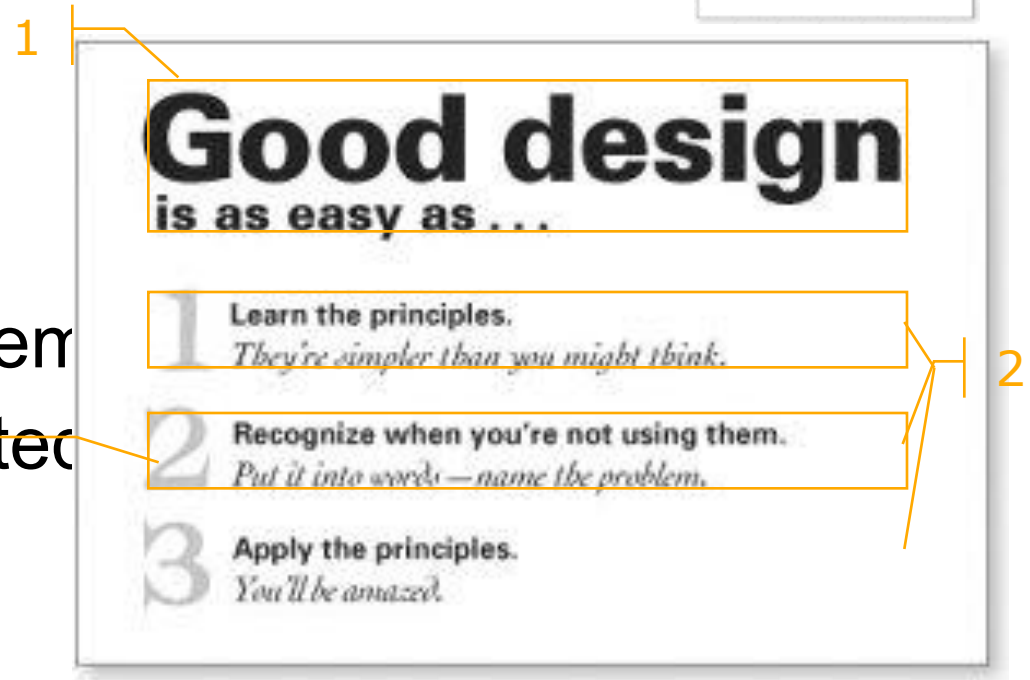 1
Good design
is as easy as . . .
1 Learn the principles.
They're simpler than you might think.
2
2 Recognize when you're not using them.
Put it into words—name the problem.
3 Apply the principles.
You'll be amazed.